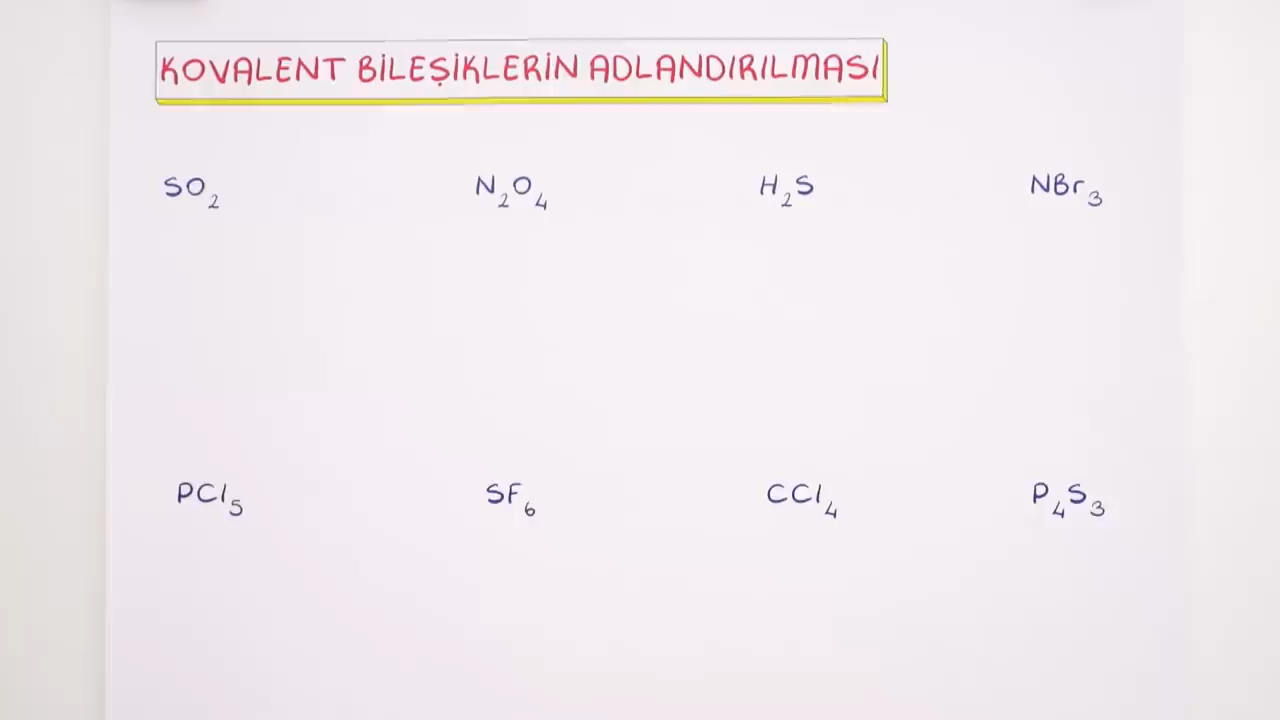 KOVALENT BİLEŞİKLERİN ADLANDIRILMASI
SO₂ N₂O₄ H₂S NBr₃
PCl₅ SF₆ CCl₄ P₄S₃